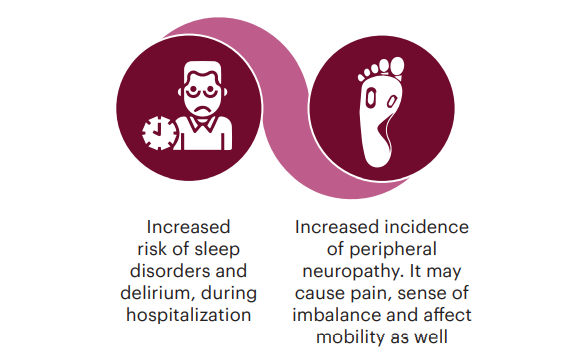 Increased
risk of sleep
disorders and
delirium, during
hospitalization
Increased incidence
of peripheral
neuropathy. It may
cause pain, sense of
imbalance and affect
mobility as well